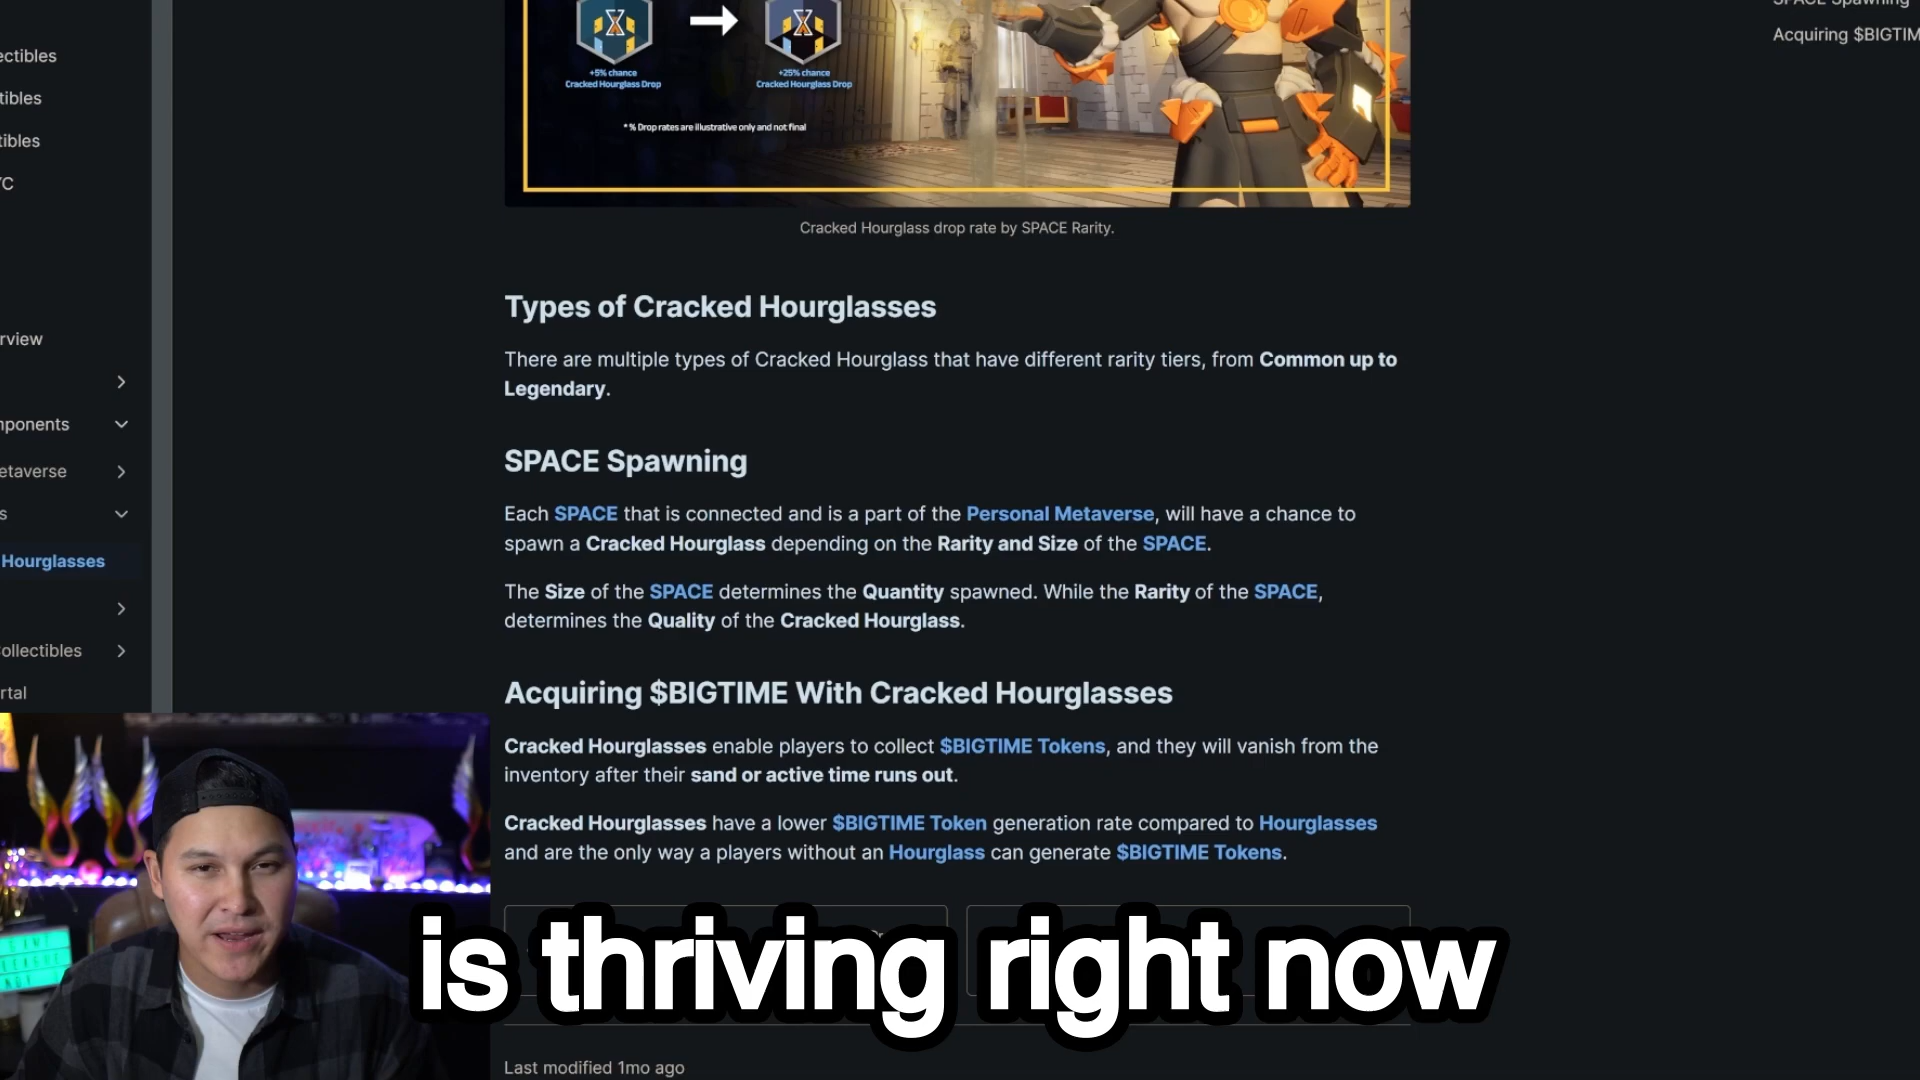 ectibles
tibles
tibles
rview
mponents
etaverse
s
Hourglasses
ollectibles
rtal
+5% chance
Cracked Hourglass Drop
+25% chance
Cracked Hourglass Drop
* % Drop rates are illustrative only and not final
Cracked Hourglass drop rate by SPACE Rarity.
Types of Cracked Hourglasses
There are multiple types of Cracked Hourglass that have different rarity tiers, from Common up to
Legendary.
SPACE Spawning
Each SPACE that is connected and is a part of the Personal Metaverse, will have a chance to
spawn a Cracked Hourglass depending on the Rarity and Size of the SPACE.
The Size of the SPACE determines the Quantity spawned. While the Rarity of the SPACE,
determines the Quality of the Cracked Hourglass.
Acquiring $BIGTIME With Cracked Hourglasses
Cracked Hourglasses enable players to collect $BIGTIME Tokens, and they will vanish from the
inventory after their sand or active time runs out.
Cracked Hourglasses have a lower $BIGTIME Token generation rate compared to Hourglasses
and are the only way a players without an Hourglass can generate $BIGTIME Tokens.
is thriving right now
Last modified 1mo ago
SPACE Spawning
Acquiring $BIGTIM